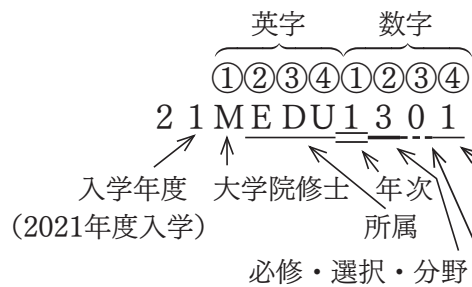 英字 数字
①②③④①②③④
21MEDU1301
入学年度 大学院修士 年次
(2021年度入学) 所属
必修・選択・分野